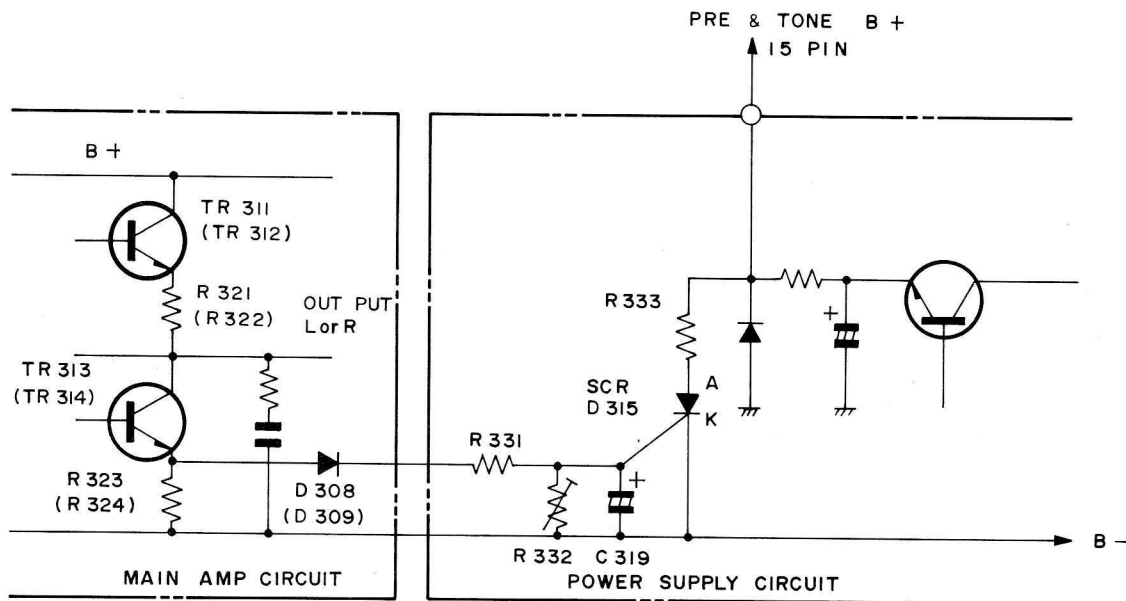 PRE & TONE B +
15 PIN
B +
TR 311
(TR 312)
R 321
(R 322)
OUT PUT
L or R
TR 313
(TR 314)
R 323
(R 324)
D 308
(D 309)
MAIN AMP CIRCUIT
R 333
SCR
D 315
A
K
+
R 331
+
R 332
C 319
B −
POWER SUPPLY CIRCUIT